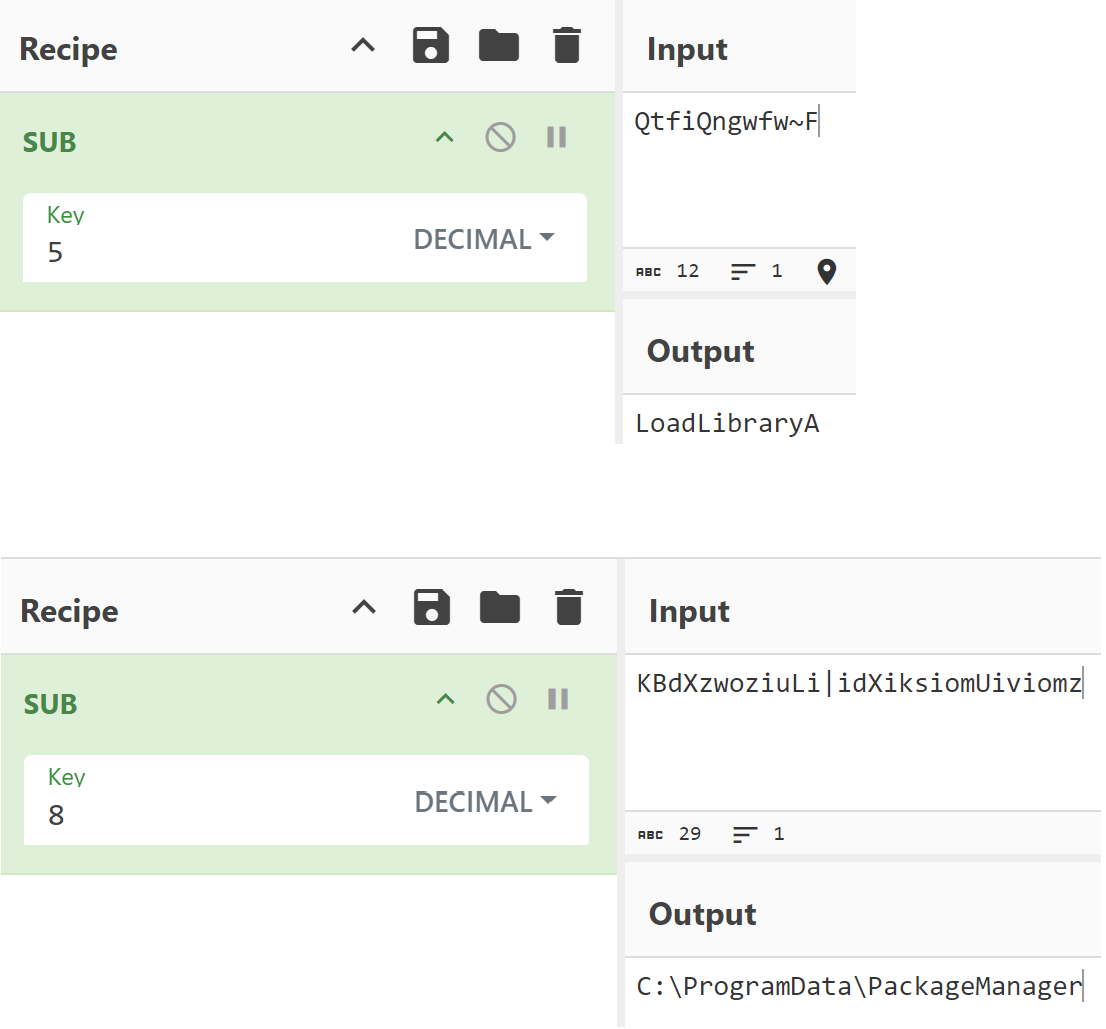 Recipe
Input
SUB
QtfiQngwfw~F
Key
5
DECIMAL
ABC 12 1
Output
LoadLibraryA
Recipe
Input
SUB
KBdXzwoziuLi|idXiksiomUiviomz
Key
8
DECIMAL
ABC 29 1
Output
C:\ProgramData\PackageManager